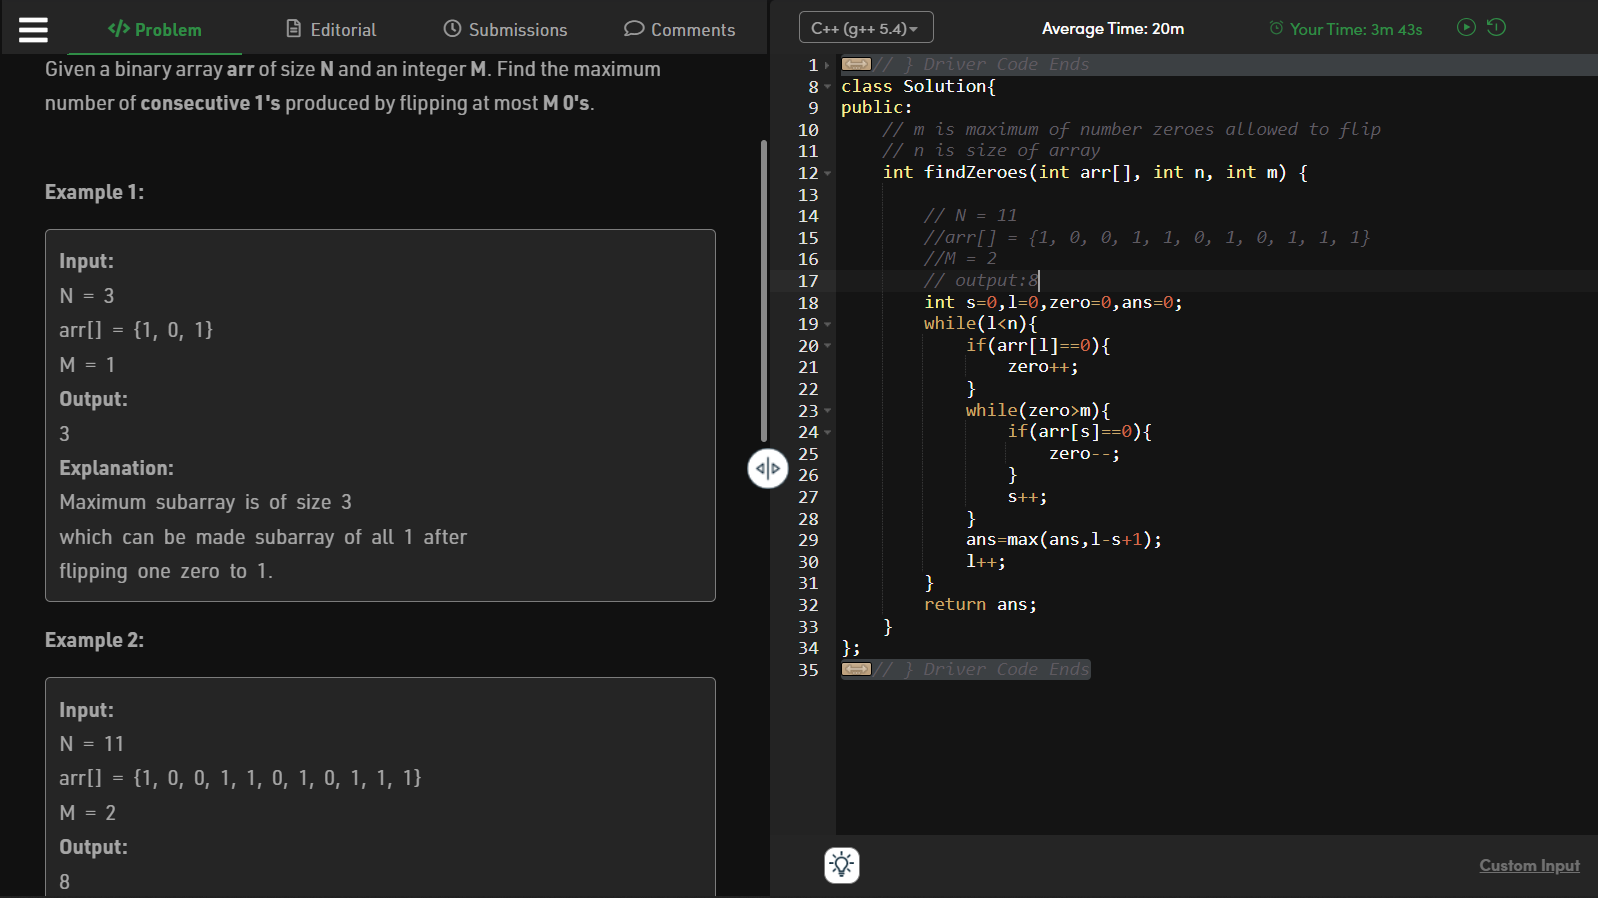 Problem
Editorial
Submissions
Comments
Given a binary array arr of size N and an integer M. Find the maximum
number of consecutive 1's produced by flipping at most M 0's.
Example 1:
Input:
N = 3
arr[] = {1, 0, 1}
M = 1
Output:
3
Explanation:
Maximum subarray is of size 3
which can be made subarray of all 1 after
flipping one zero to 1.
Example 2:
Input:
N = 11
arr[] = {1, 0, 0, 1, 1, 0, 1, 0, 1, 1, 1}
M = 2
Output:
8
C++ (g++ 5.4)
Average Time: 20m
Your Time: 3m 43s
1 // } Driver Code Ends
8 class Solution{
9 public:
10 // m is maximum of number zeroes allowed to flip
11 // n is size of array
12 int findZeroes(int arr[], int n, int m) {
13
14 // N = 11
15 //arr[] = {1, 0, 0, 1, 1, 0, 1, 0, 1, 1, 1}
16 //M = 2
17 // output:8
18 int s=0,l=0,zero=0,ans=0;
19 while(l<n){
20 if(arr[l]==0){
21 zero++;
22 }
23 while(zero>m){
24 if(arr[s]==0){
25 zero--;
26 }
27 s++;
28 }
29 ans=max(ans,l-s+1);
30 l++;
31 }
32 return ans;
33 }
34 };
35 // } Driver Code Ends
Custom Input